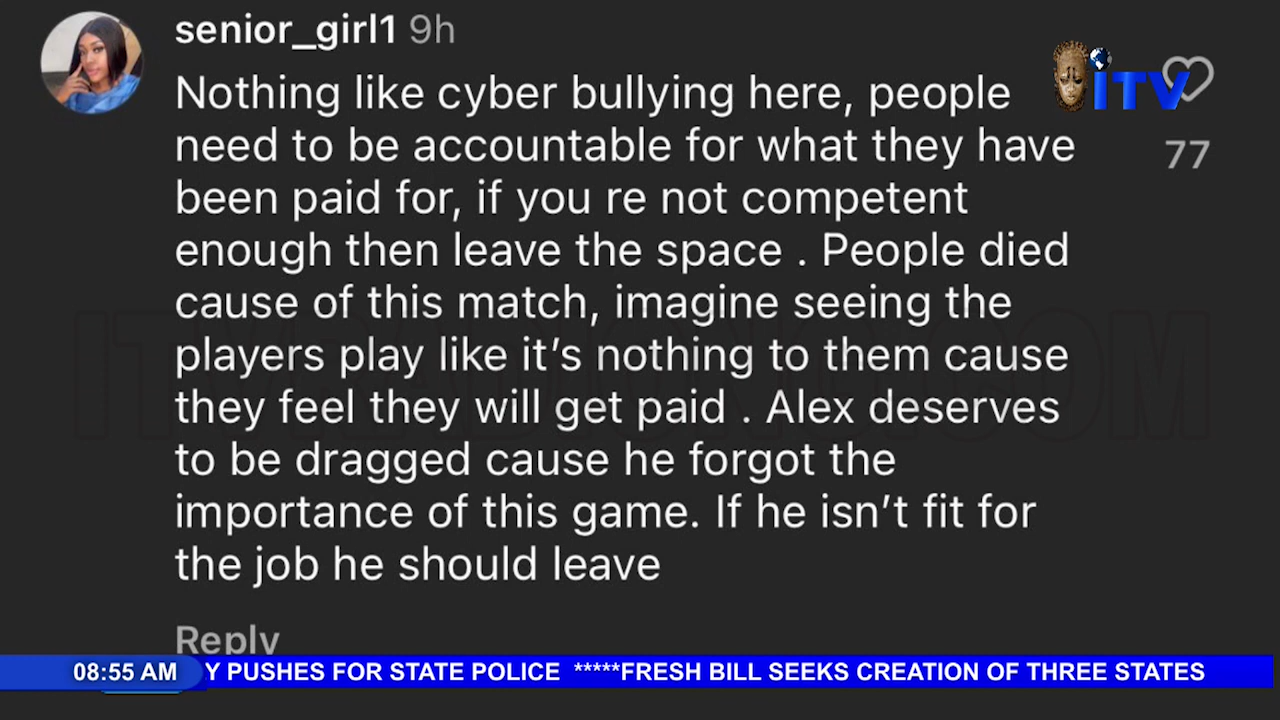 senior_girl1 9h
iTV
Nothing like cyber bullying here, people
need to be accountable for what they have
77
been paid for, if you re not competent
enough then leave the space . People died
cause of this match, imagine seeing the
players play like it's nothing to them cause
they feel they will get paid . Alex deserves
to be dragged cause he forgot the
importance of this game. If he isn't fit for
the job he should leave
Reply
08:55 AM Y PUSHES FOR STATE POLICE *****FRESH BILL SEEKS CREATION OF THREE STATES